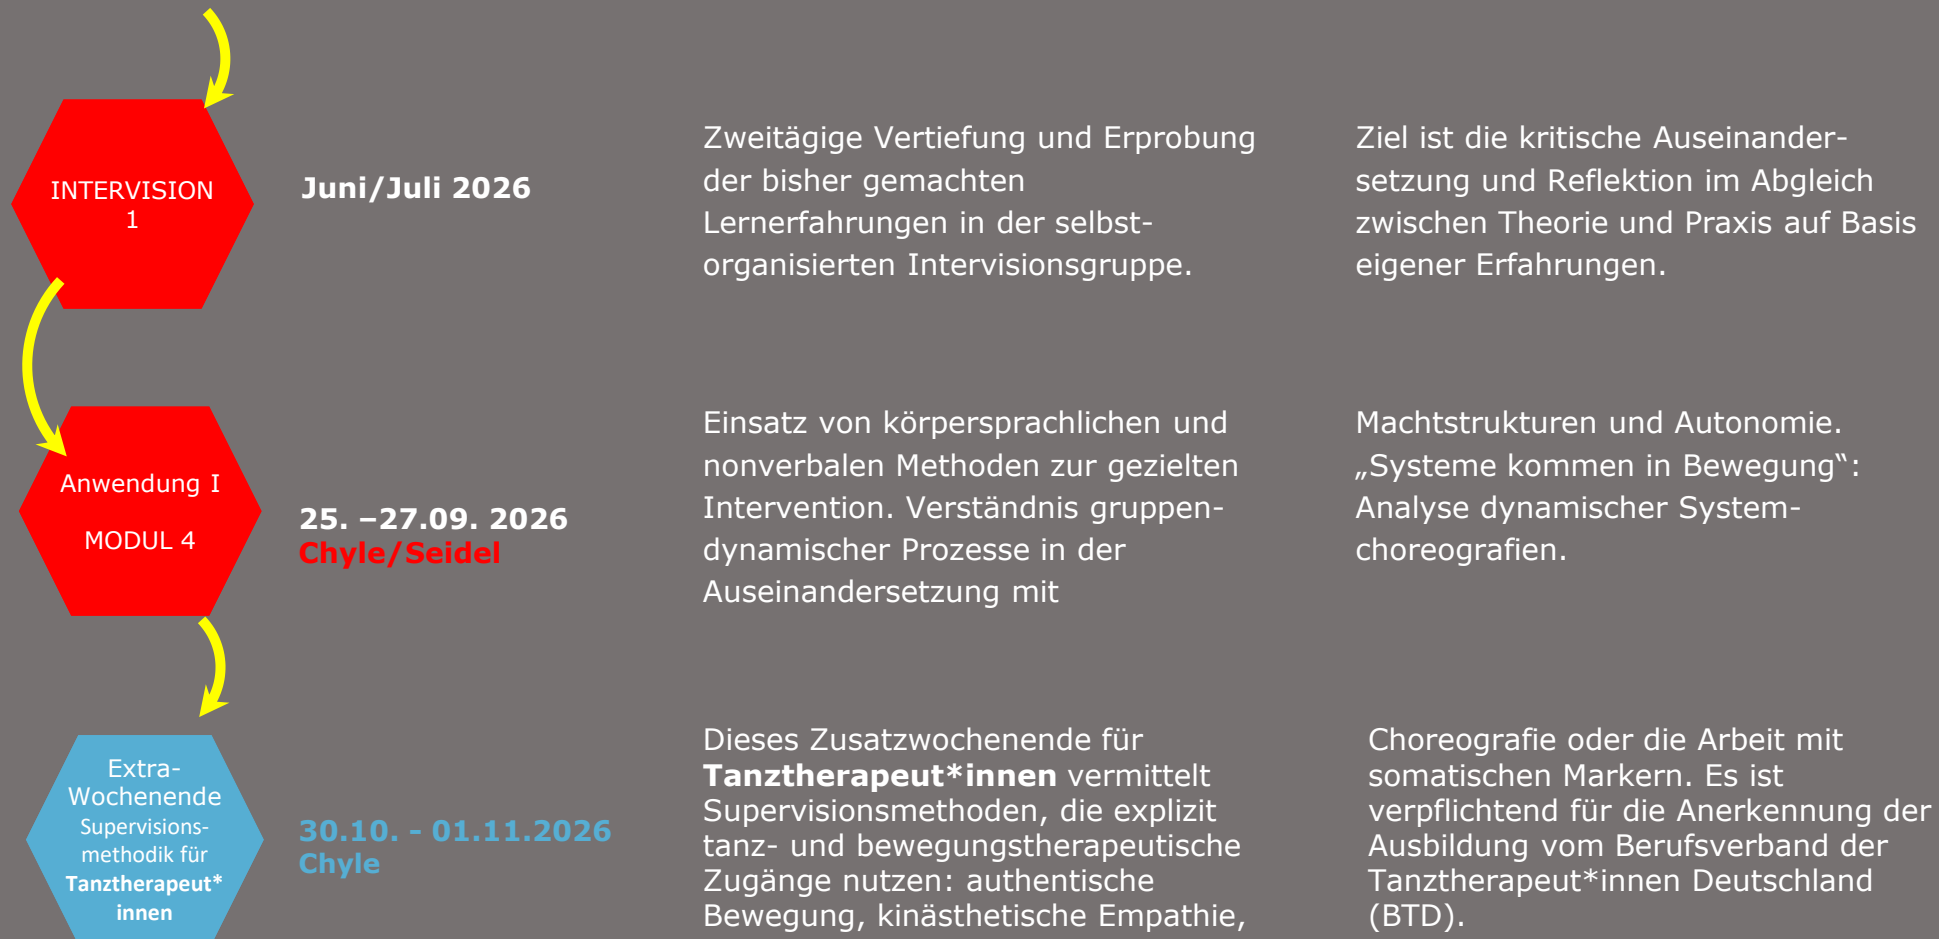 INTERVISION
1
Juni/Juli 2026
Zweitägige Vertiefung und Erprobung
der bisher gemachten
Lernerfahrungen in der selbst-
organisierten Intervisionsgruppe.
Ziel ist die kritische Auseinander-
setzung und Reflektion im Abgleich
zwischen Theorie und Praxis auf Basis
eigener Erfahrungen.
Anwendung I
MODUL 4
25. –27.09. 2026
Chyle/Seidel
Einsatz von körpersprachlichen und
nonverbalen Methoden zur gezielten
Intervention. Verständnis gruppen-
dynamischer Prozesse in der
Auseinandersetzung mit
Machtstrukturen und Autonomie.
„Systeme kommen in Bewegung“:
Analyse dynamischer System-
choreografien.
Extra-
Wochenende
Supervisions-
methodik für
Tanztherapeut*
innen
30.10. - 01.11.2026
Chyle
Dieses Zusatzwochenende für
Tanztherapeut*innen vermittelt
Supervisionsmethoden, die explizit
tanz- und bewegungstherapeutische
Zugänge nutzen: authentische
Bewegung, kinästhetische Empathie,
Choreografie oder die Arbeit mit
somatischen Markern. Es ist
verpflichtend für die Anerkennung der
Ausbildung vom Berufsverband der
Tanztherapeut*innen Deutschland
(BTD).